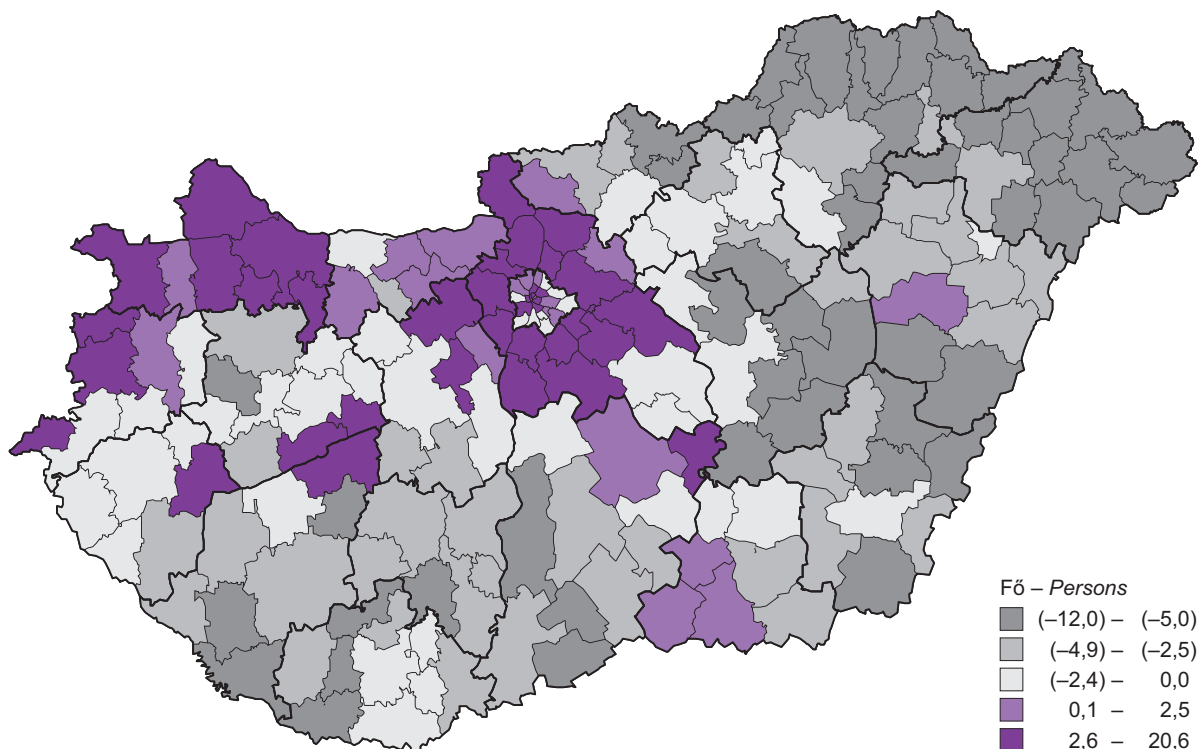 Fő – Persons
(–12,0) – (–5,0)
(–4,9) – (–2,5)
(–2,4) – 0,0
0,1 – 2,5
2,6 – 20,6